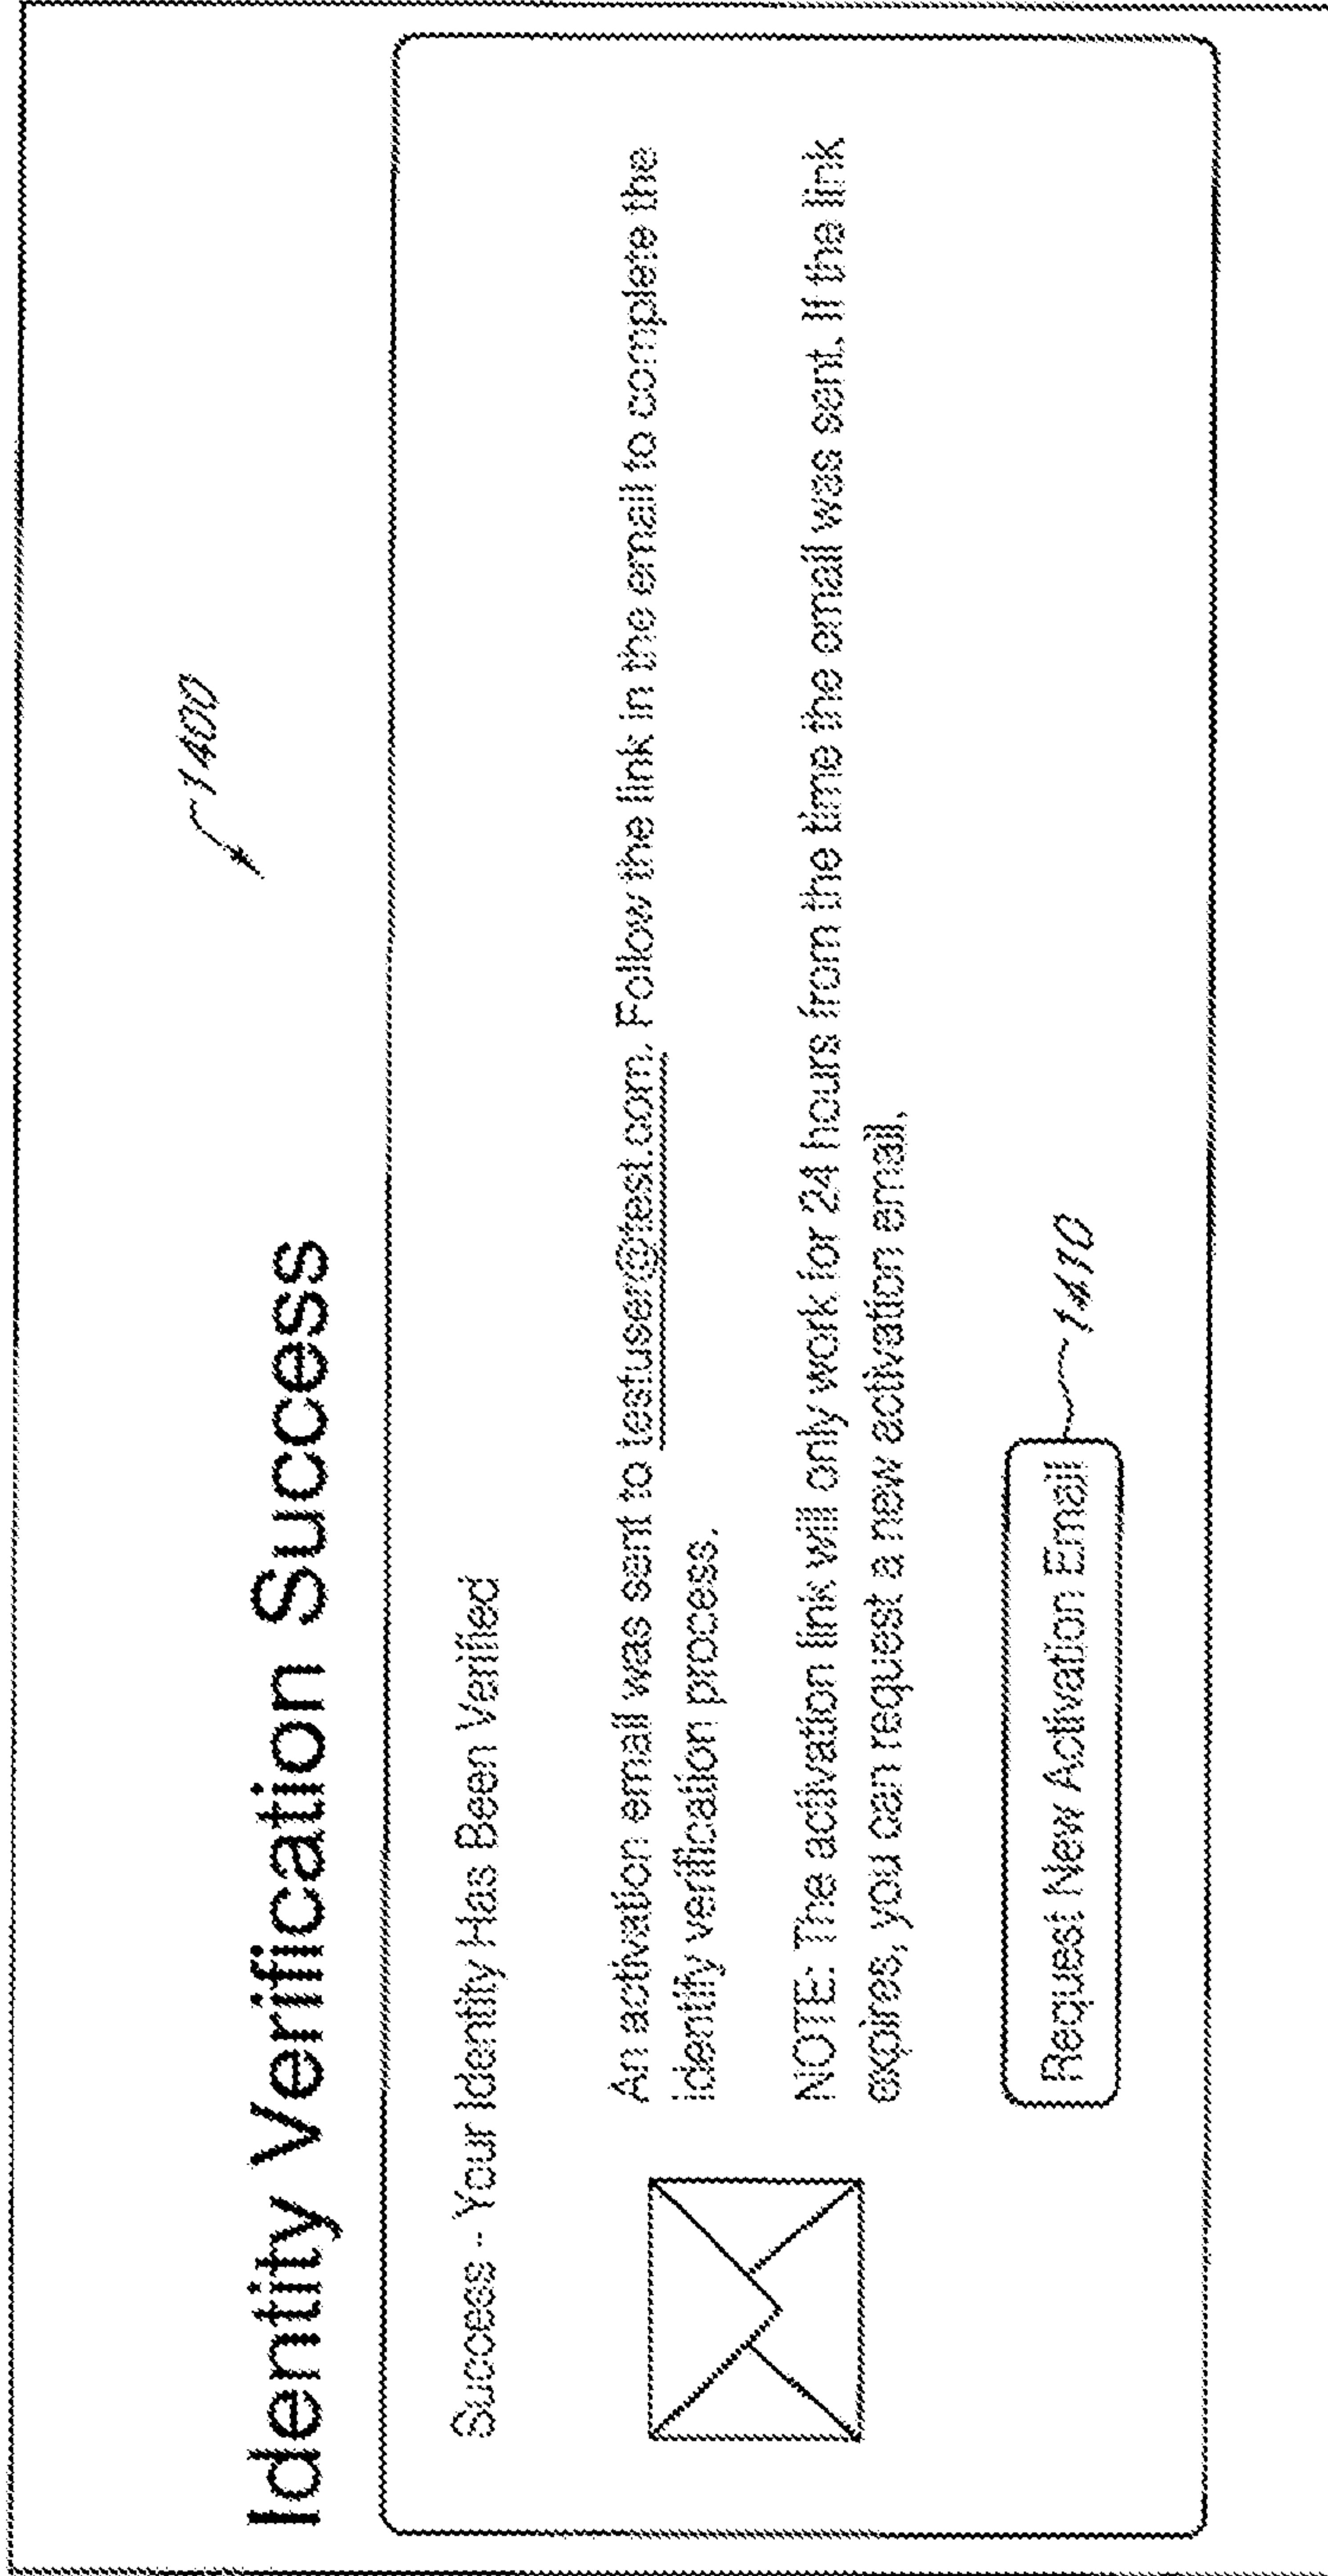 1400
Identity Verification Success
Success - Your Identity Has Been Verified
An activation email was sent to testuser@test.com. Follow the link in the email to complete the
identify verification process.
NOTE: The activation link will only work for 24 hours from the time the email was sent. If the link
expires, you can request a new activation email.
Request New Activation Email
1410